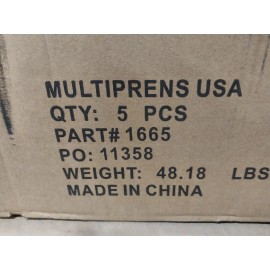 MULTIPRENS USA
QTY: 5 PCS
PART# 1665
PO: 11358
WEIGHT: 48.18 LBS
MADE IN CHINA